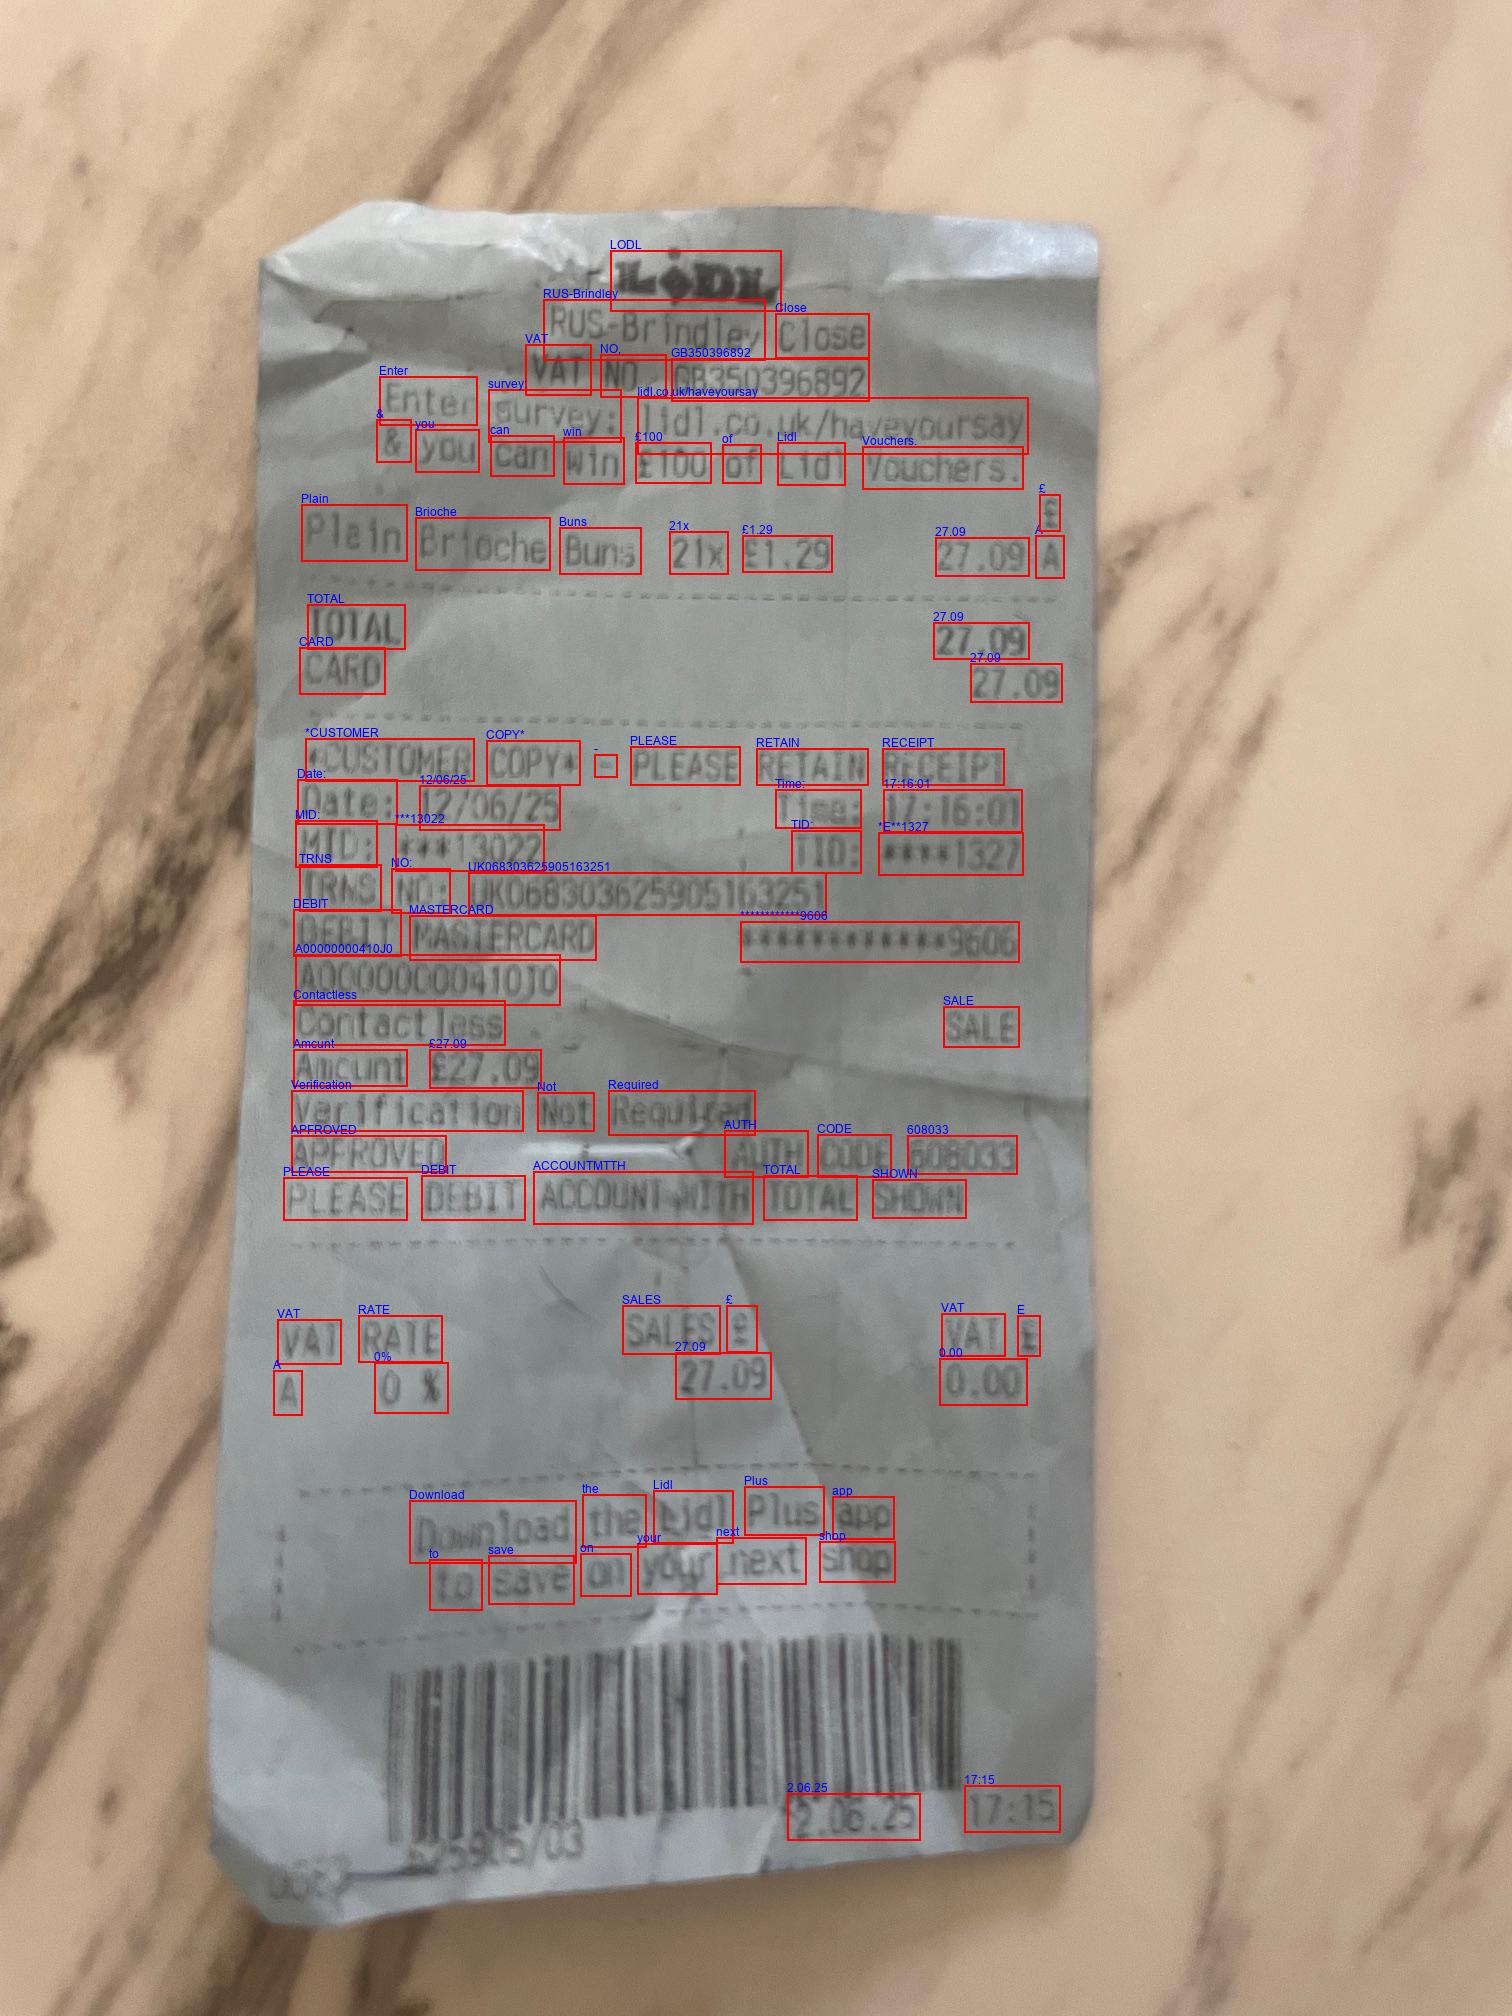 LiDL
RUS-Brindley Close
VAT NO. GB350396892
Enter survey: lidl.co.uk/haveyoursay
& you can win £100 of Lidl Vouchers.
£
Plain Brioche Buns 21x £1.29 27.09 A
TOTAL 27.09
CARD 27.09
*CUSTOMER COPY* - PLEASE RETAIN RECEIPT
Date: 12/06/25 Time: 17:16:01
MID: ***13022 TID: ****1327
TRNS NO: UK068303625905163251
DEBIT MASTERCARD ************9606
A0000000041010
Contactless SALE
Amount £27.09
Verification Not Required
APPROVED AUTH CODE 608033
PLEASE DEBIT ACCOUNT WITH TOTAL SHOWN
VAT RATE SALES £ VAT £
A 0 % 27.09 0.00
Download the Lidl Plus app
to save on your next shop
625905/03 2.06.25 17:15